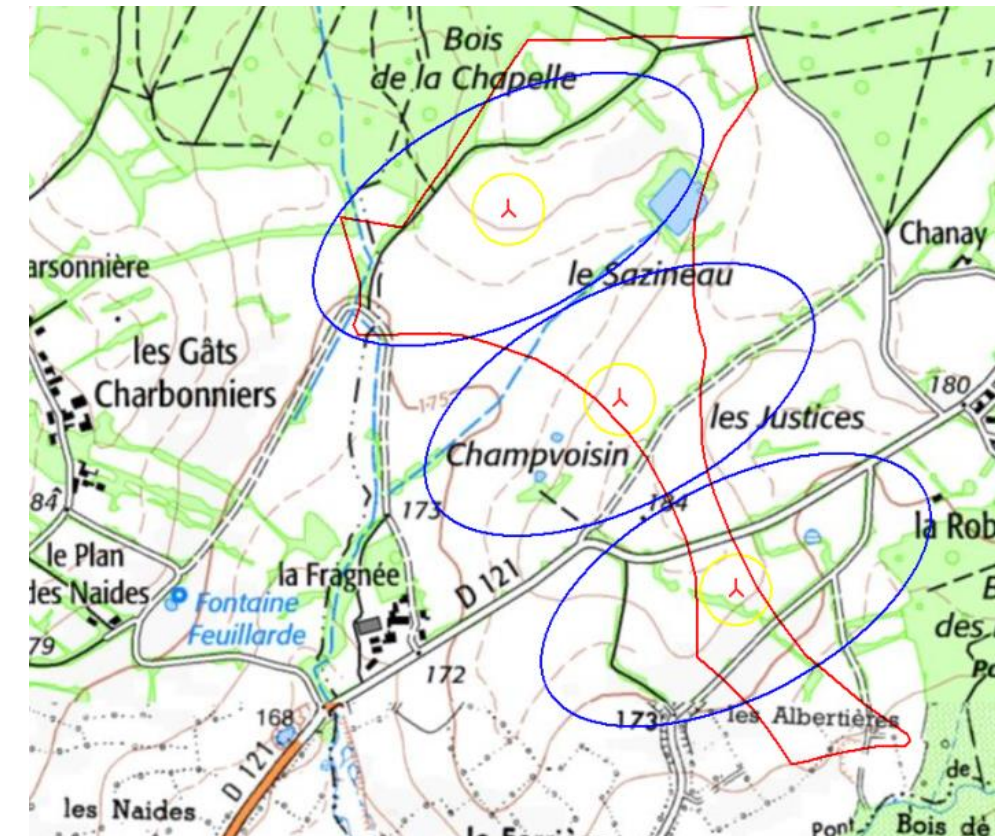 Bois
de la Chapelle
Chanay
arsonnière
le Sazineau
les Gâts
Charbonniers
175
180
les Justices
Champvoisin
84
173
184
la Rob
le Plan
des Naides
la Fragnée
D 121
Fontaine
Feuillarde
des
79
172
168
173
les Albertières
D 121
de
les Naides
Pont
Bois de